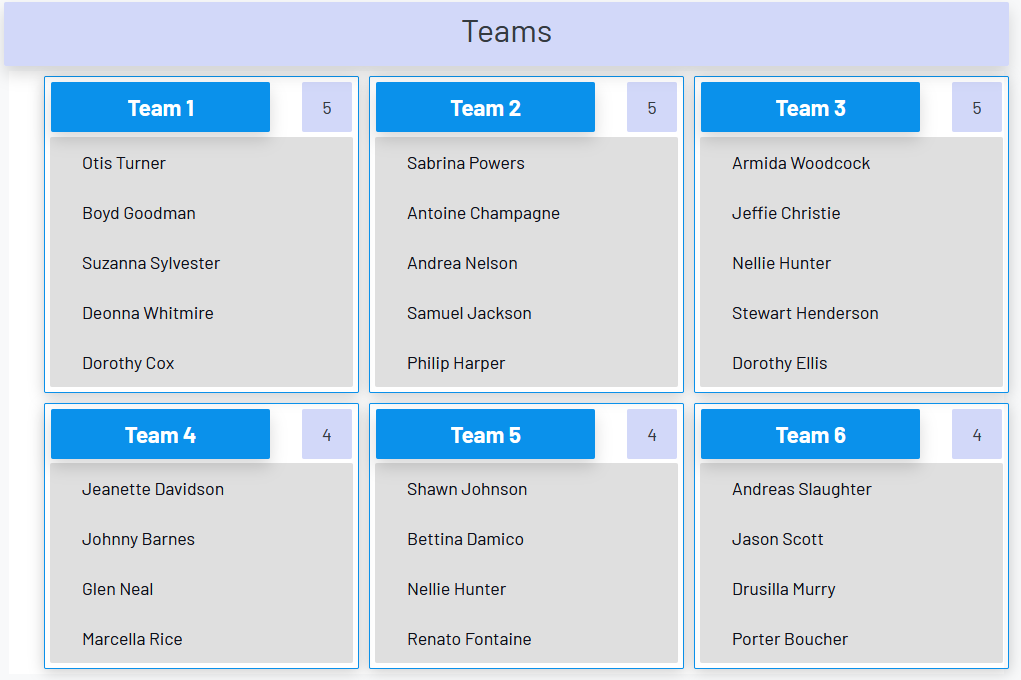 Teams
Team 1
5
Otis Turner
Boyd Goodman
Suzanna Sylvester
Deonna Whitmire
Dorothy Cox
Team 2
5
Sabrina Powers
Antoine Champagne
Andrea Nelson
Samuel Jackson
Philip Harper
Team 3
5
Armida Woodcock
Jeffie Christie
Nellie Hunter
Stewart Henderson
Dorothy Ellis
Team 4
4
Jeanette Davidson
Johnny Barnes
Glen Neal
Marcella Rice
Team 5
4
Shawn Johnson
Bettina Damico
Nellie Hunter
Renato Fontaine
Team 6
4
Andreas Slaughter
Jason Scott
Drusilla Murry
Porter Boucher